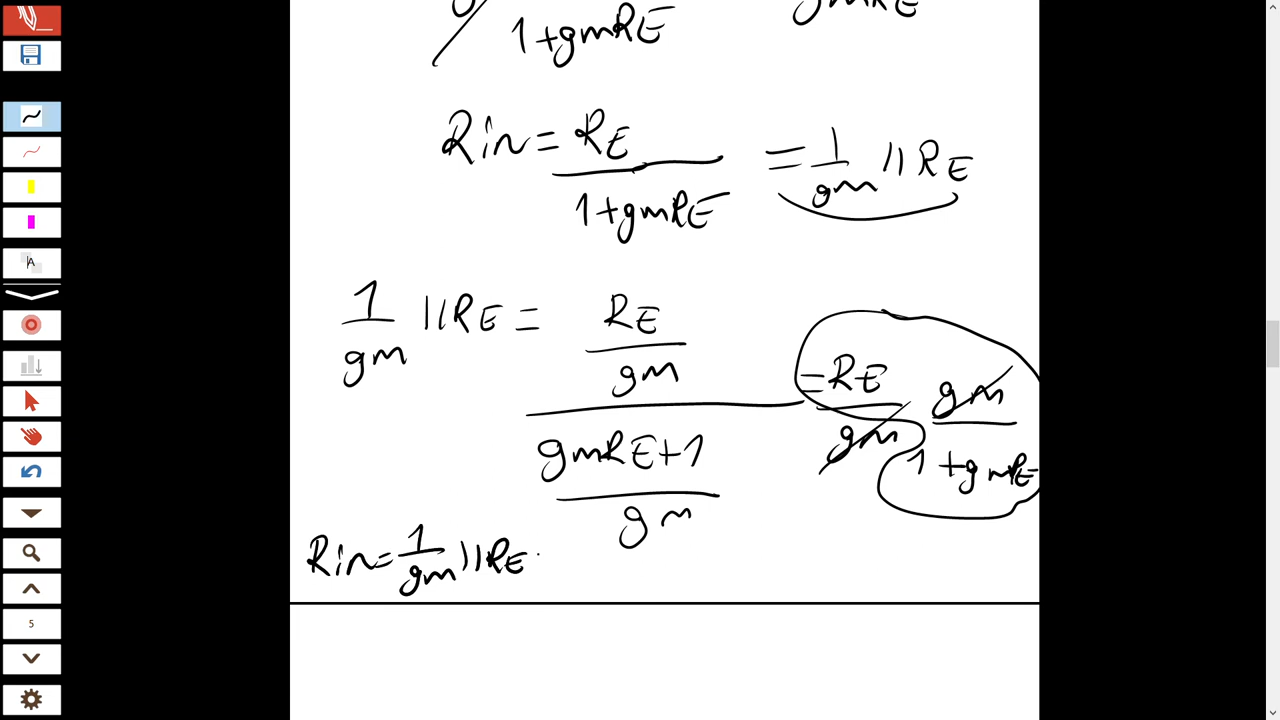 1+gmRE gmRE
Rin = RE / 1+gmRE = 1/gm // RE
1/gm // RE = (RE/gm) / (gmRE+1/gm) = RE/gm gm/1+gmRE
Rin = 1/gm // RE
A
5